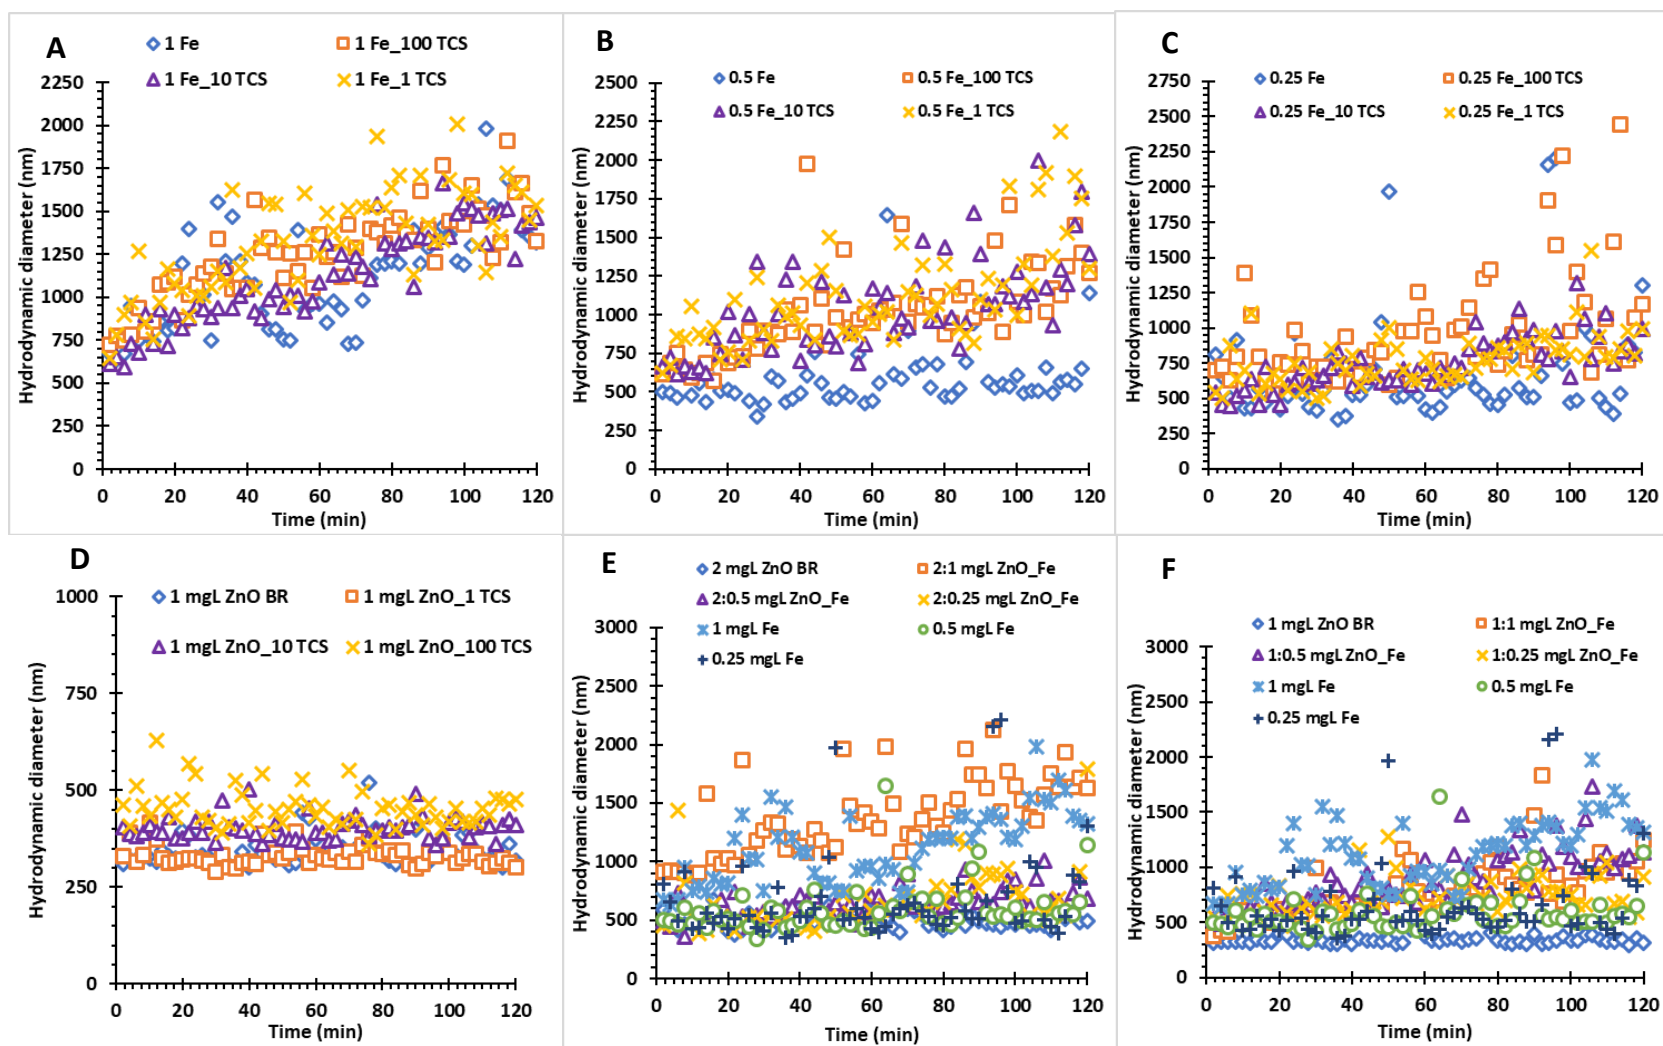 A
1 Fe
1 Fe_100 TCS
1 Fe_10 TCS
1 Fe_1 TCS
2250
2000
1750
1500
1250
1000
750
500
250
0
Hydrodynamic diameter (nm)
0 20 40 60 80 100 120
Time (min)
B
0.5 Fe
0.5 Fe_100 TCS
0.5 Fe_10 TCS
0.5 Fe_1 TCS
2500
2250
2000
1750
1500
1250
1000
750
500
250
0
Hydrodynamic diameter (nm)
0 20 40 60 80 100 120
Time (min)
C
0.25 Fe
0.25 Fe_100 TCS
0.25 Fe_10 TCS
0.25 Fe_1 TCS
2750
2500
2250
2000
1750
1500
1250
1000
750
500
250
0
Hydrodynamic diameter (nm)
0 20 40 60 80 100 120
Time (min)
D
1 mgL ZnO BR
1 mgL ZnO_1 TCS
1 mgL ZnO_10 TCS
1 mgL ZnO_100 TCS
1000
750
500
250
0
Hydrodynamic diameter (nm)
0 20 40 60 80 100 120
Time (min)
E
2 mgL ZnO BR
2:1 mgL ZnO_Fe
2:0.5 mgL ZnO_Fe
2:0.25 mgL ZnO_Fe
1 mgL Fe
0.5 mgL Fe
0.25 mgL Fe
3000
2500
2000
1500
1000
500
0
Hydrodynamic diameter (nm)
0 20 40 60 80 100 120
Time (min)
F
1 mgL ZnO BR
1:1 mgL ZnO_Fe
1:0.5 mgL ZnO_Fe
1:0.25 mgL ZnO_Fe
1 mgL Fe
0.5 mgL Fe
0.25 mgL Fe
3000
2500
2000
1500
1000
500
0
Hydrodynamic diameter (nm)
0 20 40 60 80 100 120
Time (min)